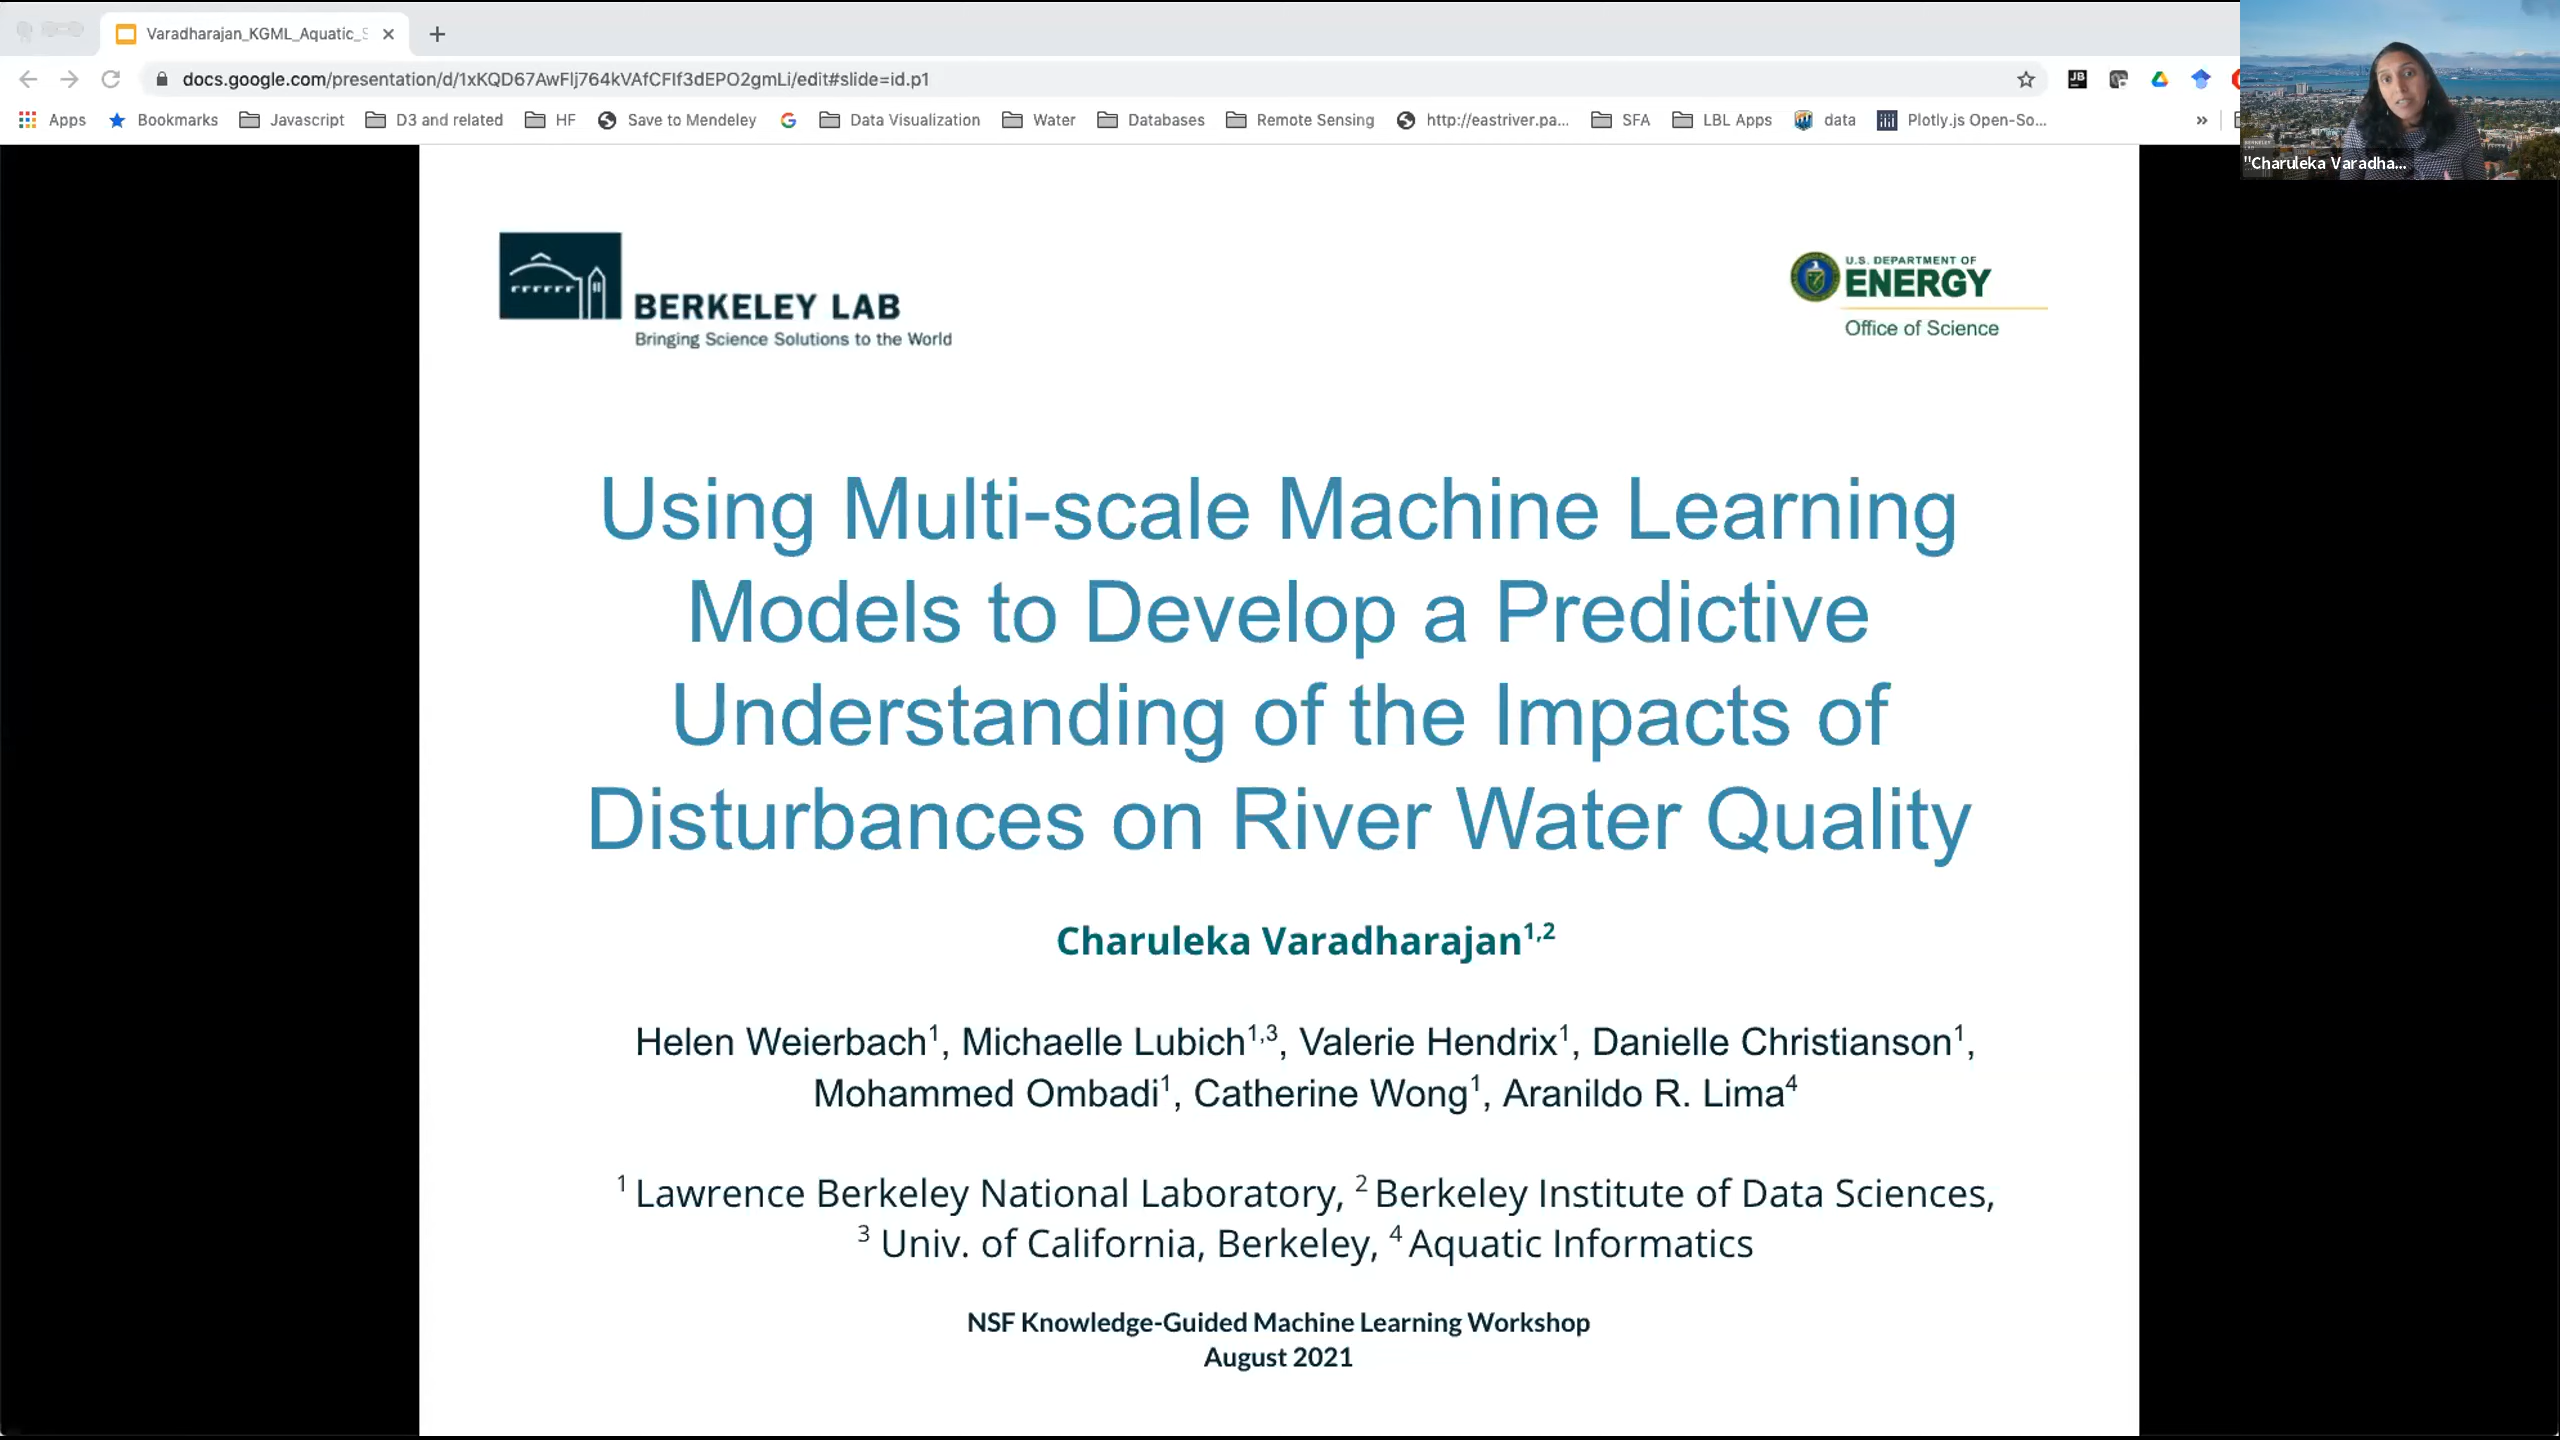 Varadharajan_KGML_Aquatic_S
docs.google.com/presentation/d/1xKQD67AwFlj764kVAfCFlf3dEPO2gmLi/edit#slide=id.p1
JB
Apps Bookmarks Javascript D3 and related HF Save to Mendeley Data Visualization Water Databases Remote Sensing http://eastriver.pa... SFA LBL Apps data Plotly.js Open-So... »
"Charuleka Varadha...
BERKELEY LAB
Bringing Science Solutions to the World
U.S. DEPARTMENT OF
ENERGY
Office of Science
Using Multi-scale Machine Learning
Models to Develop a Predictive
Understanding of the Impacts of
Disturbances on River Water Quality
Charuleka Varadharajan1,2
Helen Weierbach1, Michaelle Lubich1,3, Valerie Hendrix1, Danielle Christianson1,
Mohammed Ombadi1, Catherine Wong1, Aranildo R. Lima4
1 Lawrence Berkeley National Laboratory, 2 Berkeley Institute of Data Sciences,
3 Univ. of California, Berkeley, 4 Aquatic Informatics
NSF Knowledge-Guided Machine Learning Workshop
August 2021